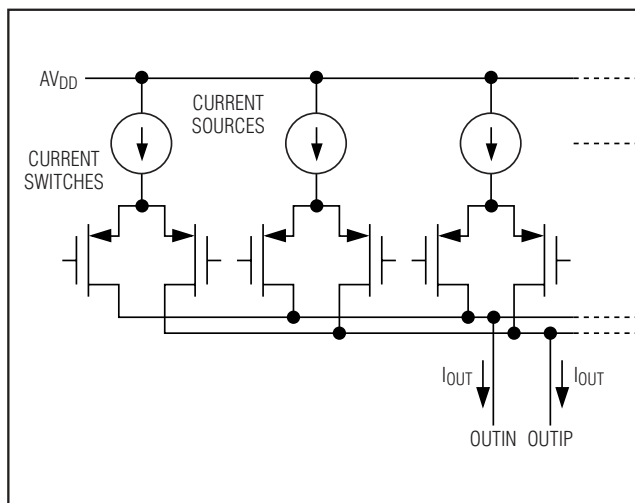 AVDD
CURRENT
SOURCES
CURRENT
SWITCHES
IOUT
IOUT
OUTIN OUTIP